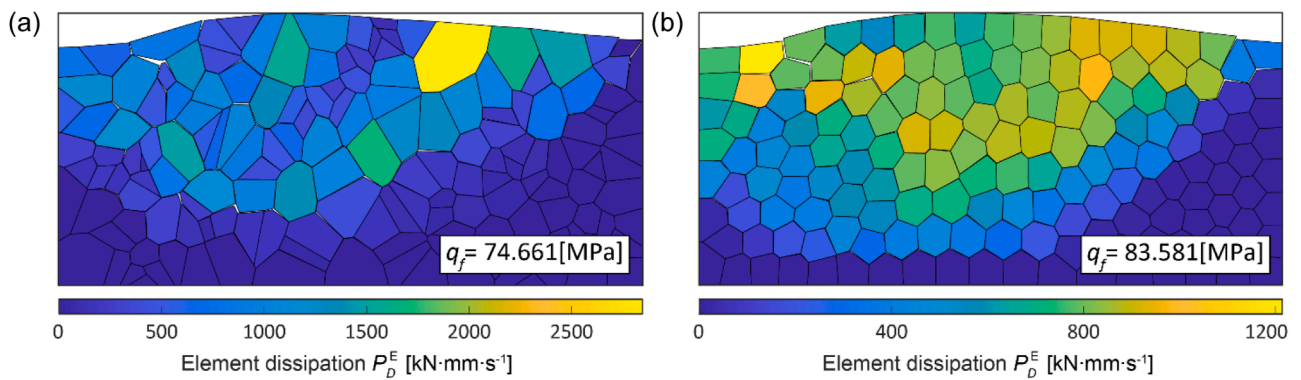 (a)
q_f = 74.661[MPa]
0 500 1000 1500 2000 2500
Element dissipation P_D^E [kN·mm·s⁻¹]
(b)
q_f = 83.581[MPa]
0 400 800 1200
Element dissipation P_D^E [kN·mm·s⁻¹]